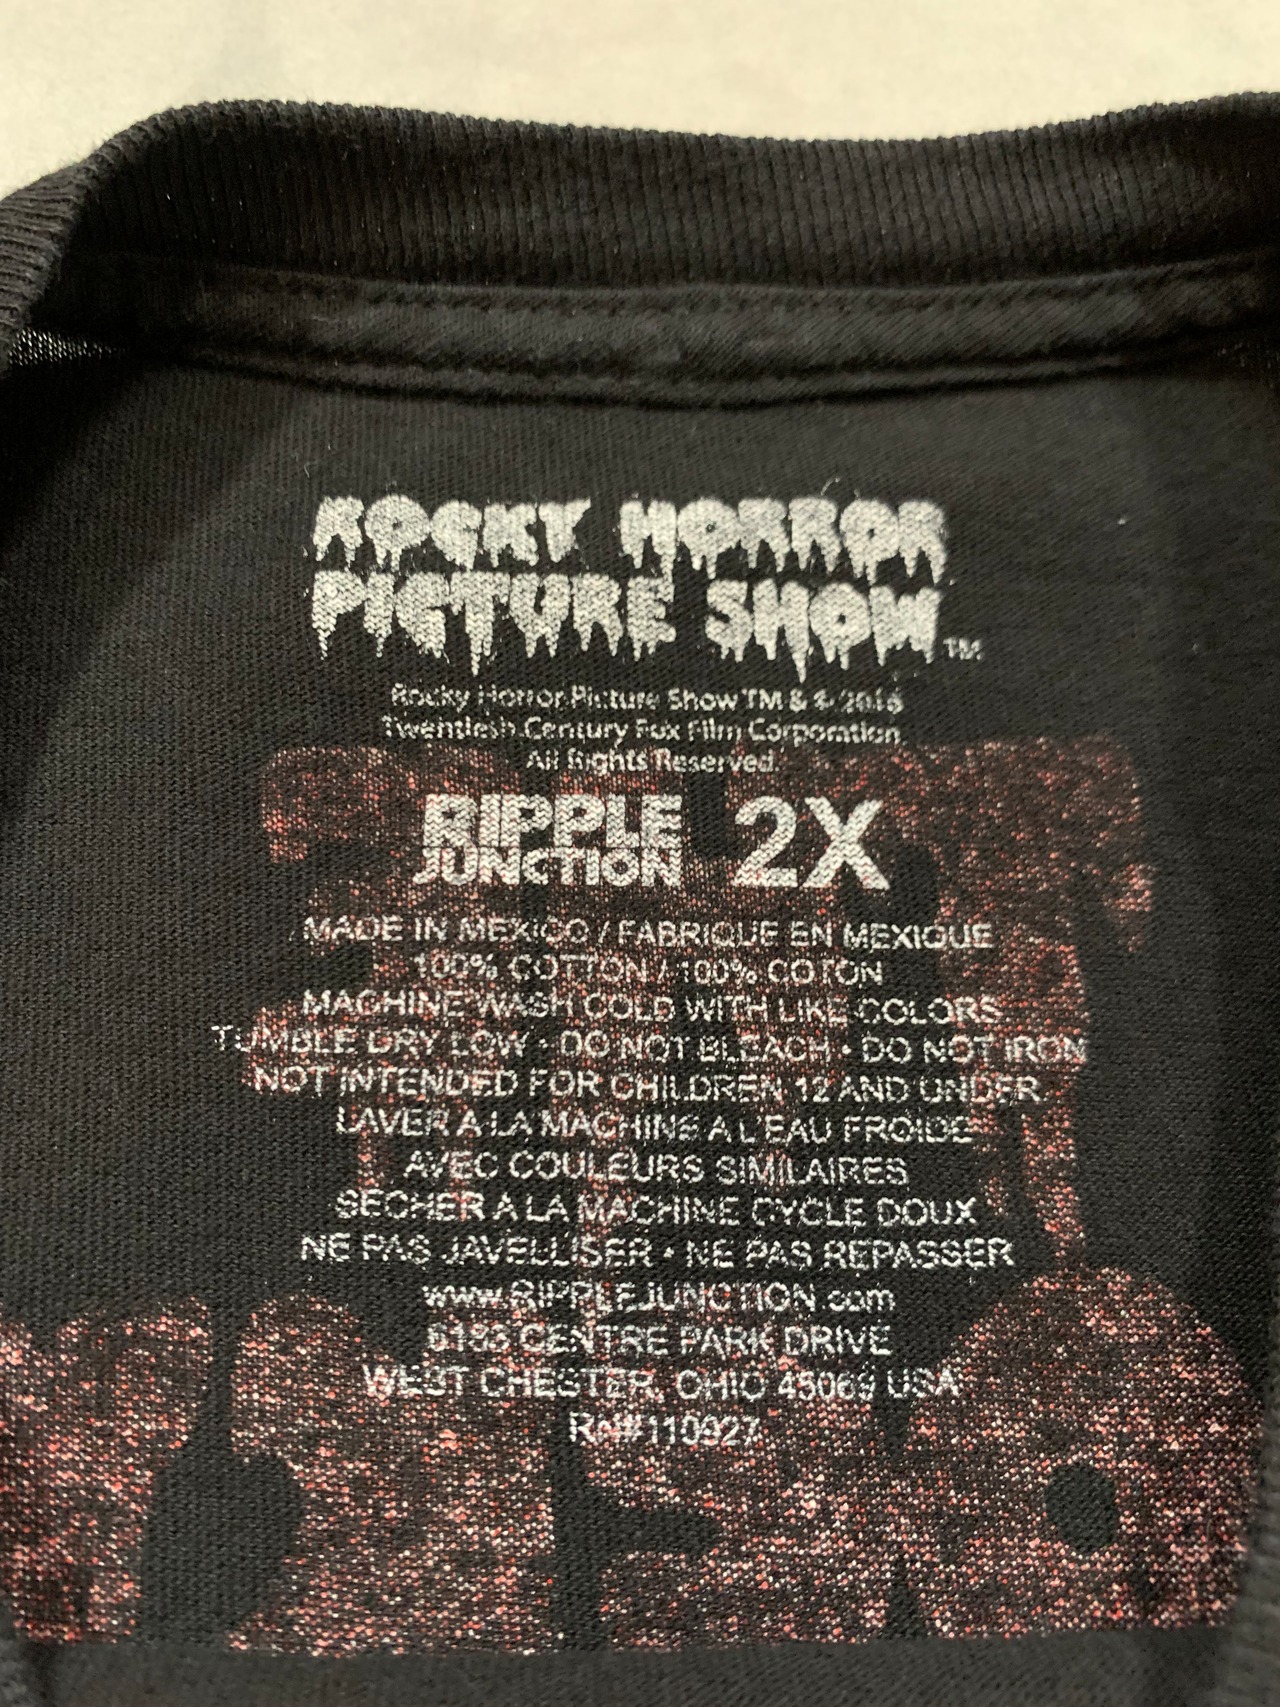 ROCKY HORROR
PICTURE SHOW™
Rocky Horror Picture Show TM & ©
Twentieth Century Fox Film Corporation
All Rights Reserved.
RIPPLE
JUNCTION
2X
MADE IN MEXICO / FABRIQUE EN MEXIQUE
100% COTTON / 100% COTON
MACHINE WASH COLD WITH LIKE COLORS
TUMBLE DRY LOW • DO NOT BLEACH • DO NOT IRON
NOT INTENDED FOR CHILDREN 12 AND UNDER
LAVER A LA MACHINE A L'EAU FROIDE
AVEC COULEURS SIMILAIRES
SECHER A LA MACHINE CYCLE DOUX
NE PAS JAVELLISER • NE PAS REPASSER
www.RIPPLEJUNCTION.com
CENTRE PARK DRIVE
WEST CHESTER, OHIO 45069 USA
RN#110927